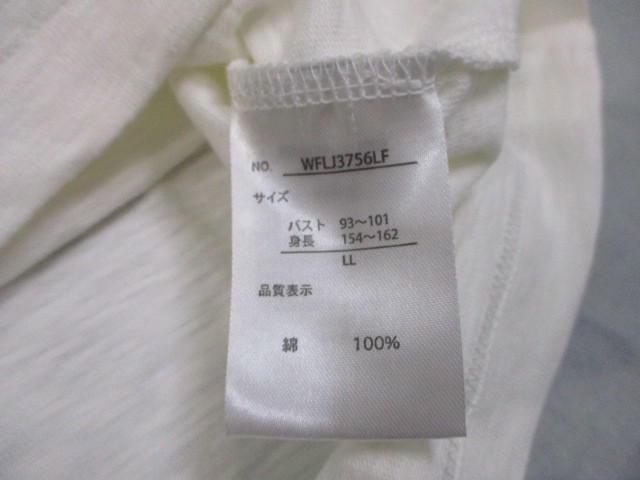 NO. WFLJ3756LF
サイズ
バスト 93～101
身長 154～162
LL
品質表示
綿 100%